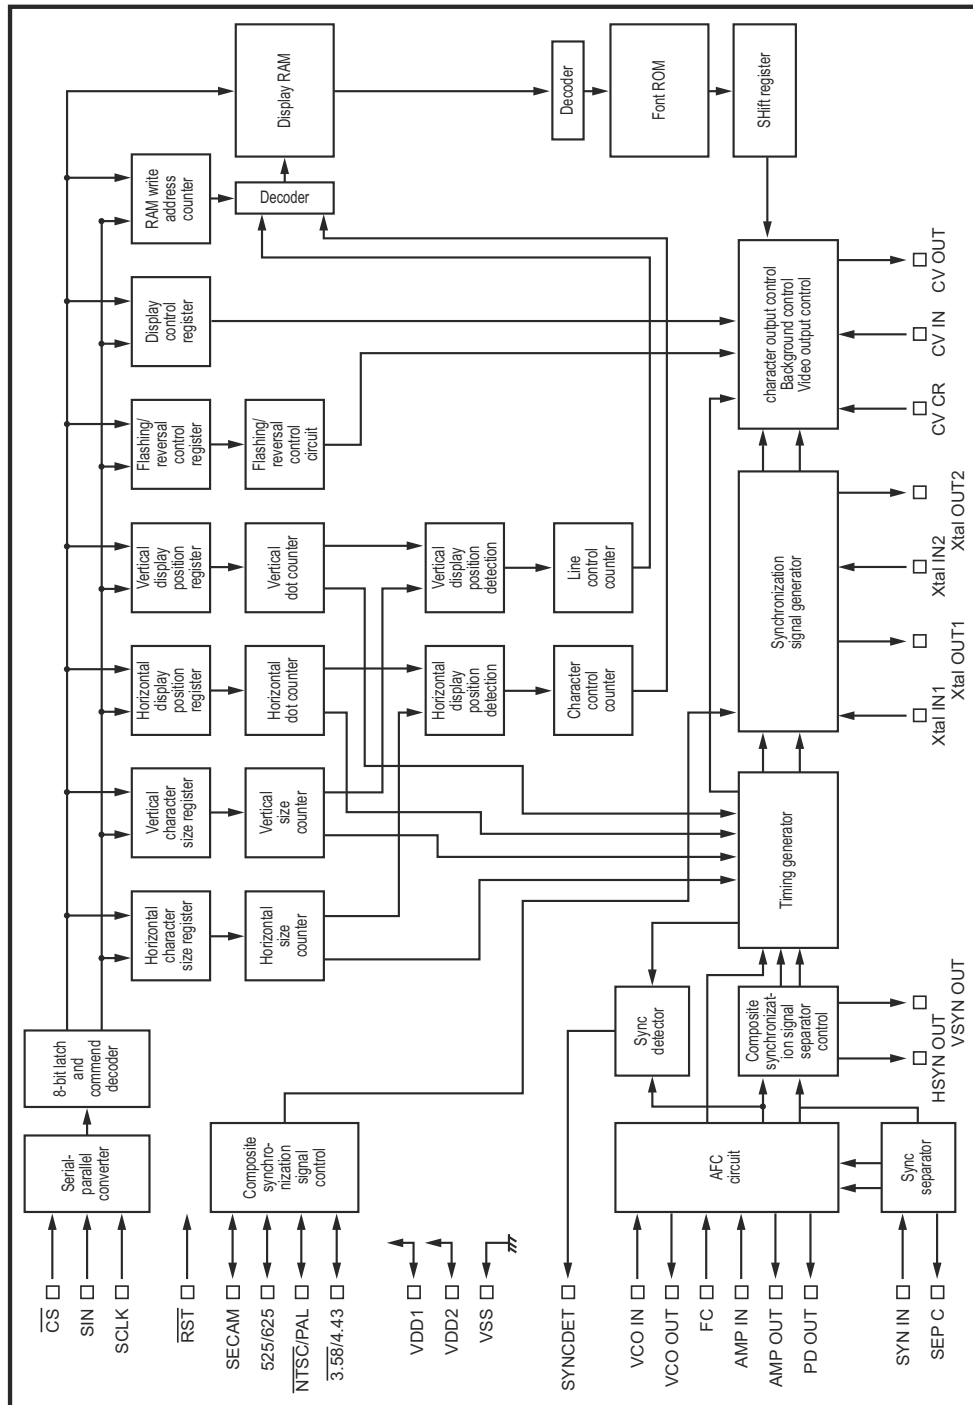 Display RAM
Decoder
Font ROM
SHift register
RAM write
address
counter
Decoder
Display
control
register
character output control
Background control
Video output control
CV OUT
CV IN
CV CR
Flashing/
reversal
control
register
Flashing/
reversal
control
circuit
Vertical
display
position
register
Vertical
dot counter
Vertical
display
position
detection
Line
control
counter
Synchronization
signal generator
Xtal OUT2
Xtal IN2
Xtal OUT1
Xtal IN1
Horizontal
display
position
register
Horizontal
dot counter
Horizontal
display
position
detection
Character
control
counter
Vertical
character
size register
Vertical
size
counter
Timing generator
Horizontal
character
size register
Horizontal
size
counter
8-bit latch
and
commend
decoder
Sync
detector
Composite
synchronizat-
ion signal
separator
control
VSYN OUT
HSYN OUT
Serial-
parallel
converter
Composite
synchro-
nization
signal
control
AFC
circuit
Sync
separator
CS
SIN
SCLK
RST
SECAM
525/625
NTSC/PAL
3.58/4.43
VDD1
VDD2
VSS
SYNCDET
VCO IN
VCO OUT
FC
AMP IN
AMP OUT
PD OUT
SYN IN
SEP C